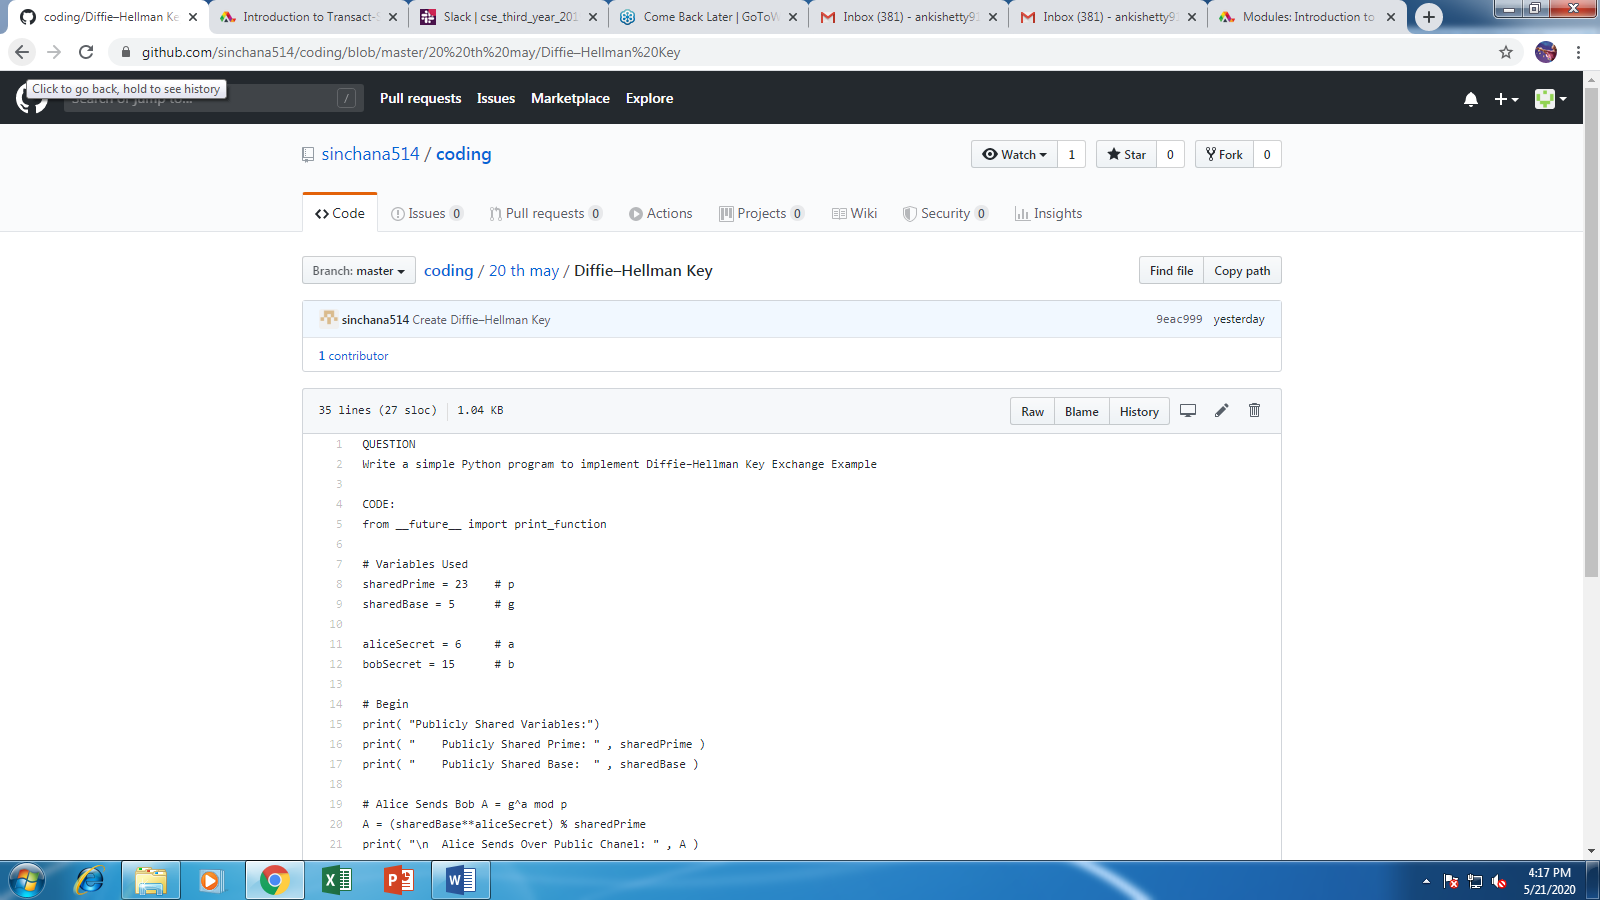 coding/Diffie–Hellman Ke
Introduction to Transact-S
Slack | cse_third_year_201
Come Back Later | GoToW
Inbox (381) - ankishetty9
Inbox (381) - ankishetty9
Modules: Introduction to
github.com/sinchana514/coding/blob/master/20%20th%20may/Diffie–Hellman%20Key
Click to go back, hold to see history
Search or jump to...
/
Pull requests Issues Marketplace Explore
sinchana514 / coding
Watch 1 Star 0 Fork 0
Code Issues 0 Pull requests 0 Actions Projects 0 Wiki Security 0 Insights
Branch: master coding / 20 th may / Diffie–Hellman Key Find file Copy path
sinchana514 Create Diffie–Hellman Key 9eac999 yesterday
1 contributor
35 lines (27 sloc) 1.04 KB Raw Blame History
1 QUESTION
2 Write a simple Python program to implement Diffie–Hellman Key Exchange Example
3
4 CODE:
5 from __future__ import print_function
6
7 # Variables Used
8 sharedPrime = 23    # p
9 sharedBase = 5      # g
10
11 aliceSecret = 6     # a
12 bobSecret = 15      # b
13
14 # Begin
15 print( "Publicly Shared Variables:")
16 print( "    Publicly Shared Prime: " , sharedPrime )
17 print( "    Publicly Shared Base:  " , sharedBase )
18
19 # Alice Sends Bob A = g^a mod p
20 A = (sharedBase**aliceSecret) % sharedPrime
21 print( "\n  Alice Sends Over Public Chanel: " , A )
4:17 PM
5/21/2020